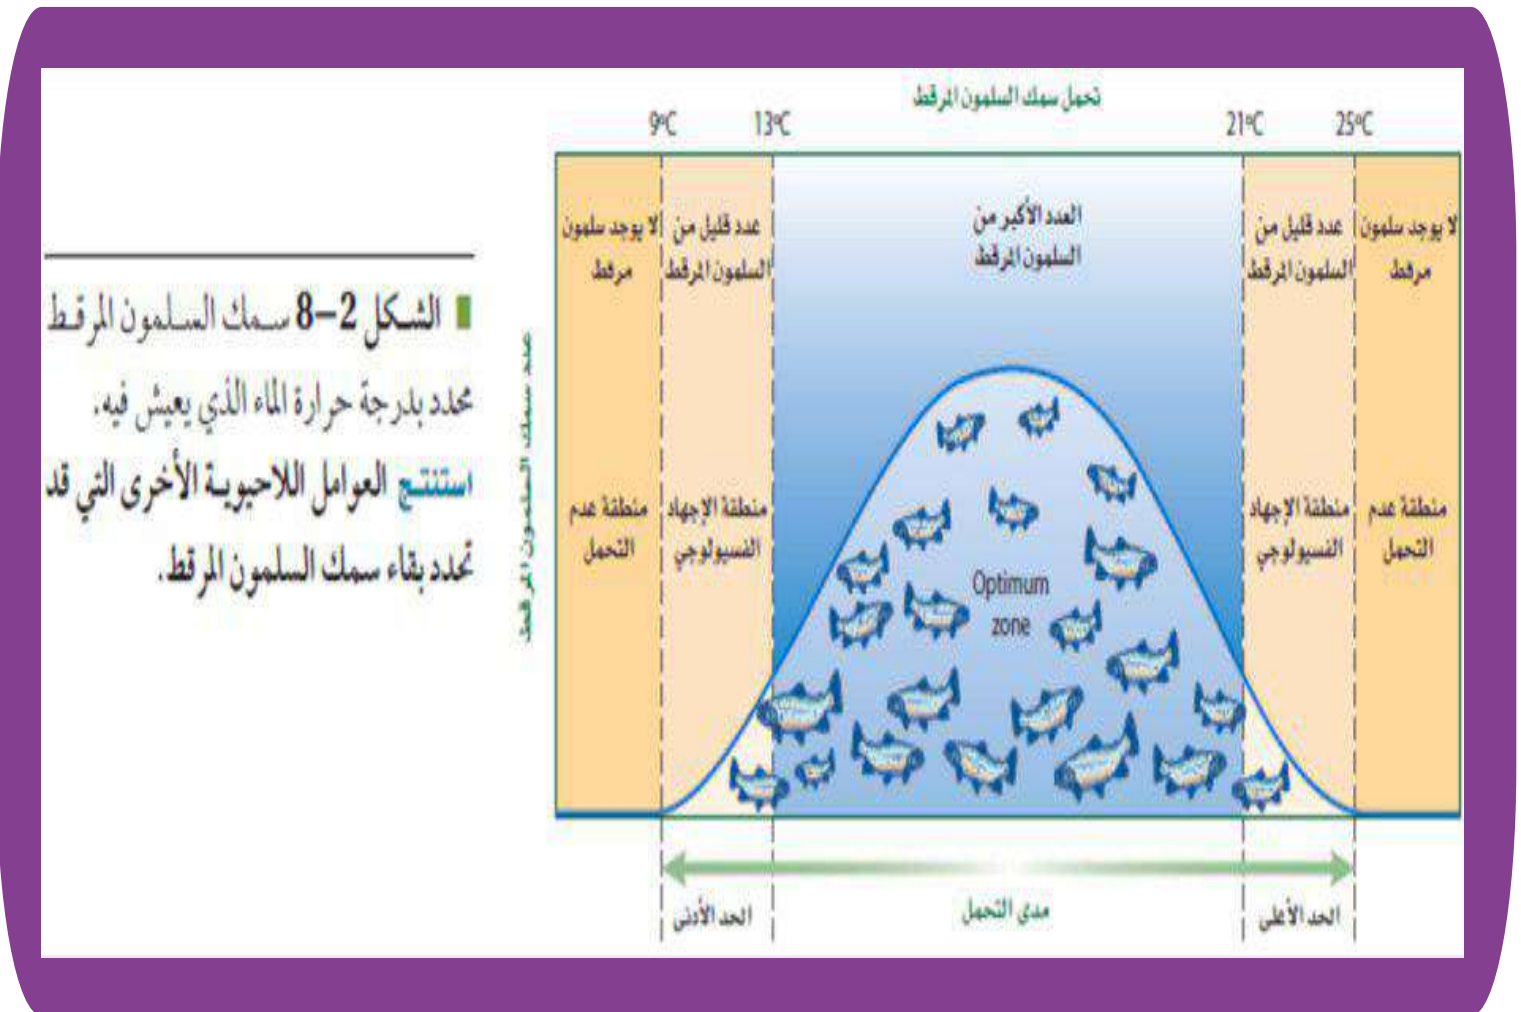 تحمل سمك السلمون المرقط
9°C 13°C 21°C 25°C
لا يوجد سلمون
مرقط
عدد قليل من
السلمون المرقط
العدد الأكبر من
السلمون المرقط
عدد قليل من
السلمون المرقط
لا يوجد سلمون
مرقط
عدد سمك السلمون المرقط
منطقة عدم
التحمل
منطقة الإجهاد
الفسيولوجي
Optimum
zone
منطقة الإجهاد
الفسيولوجي
منطقة عدم
التحمل
الحد الأدنى
مدى التحمل
الحد الأعلى
الشكل 2–8 سمك السلمون المرقط
محدد بدرجة حرارة الماء الذي يعيش فيه.
استنتج العوامل اللاحيوية الأخرى التي قد
تحدد بقاء سمك السلمون المرقط.